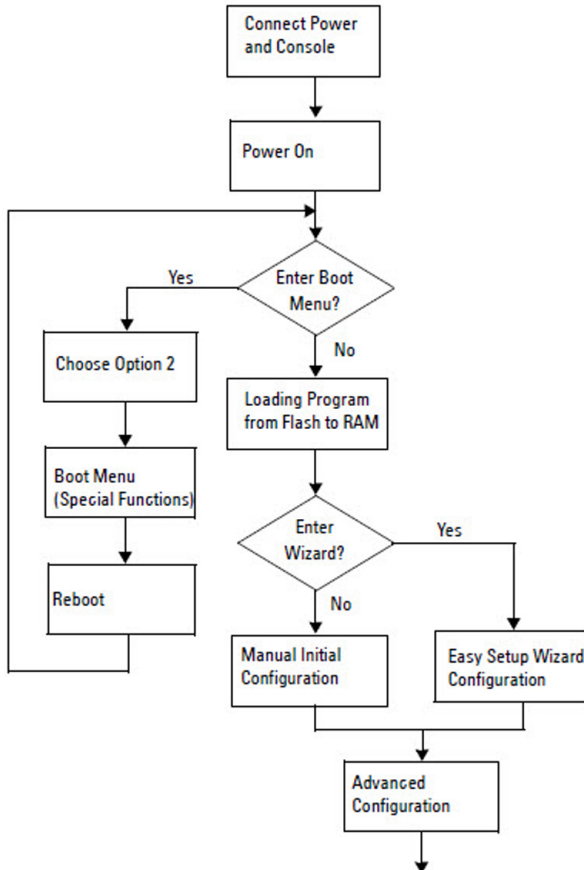 Connect Power
and Console
Power On
Enter Boot
Menu?
Yes
No
Choose Option 2
Loading Program
from Flash to RAM
Boot Menu
(Special Functions)
Enter
Wizard?
Yes
No
Reboot
Manual Initial
Configuration
Easy Setup Wizard
Configuration
Advanced
Configuration